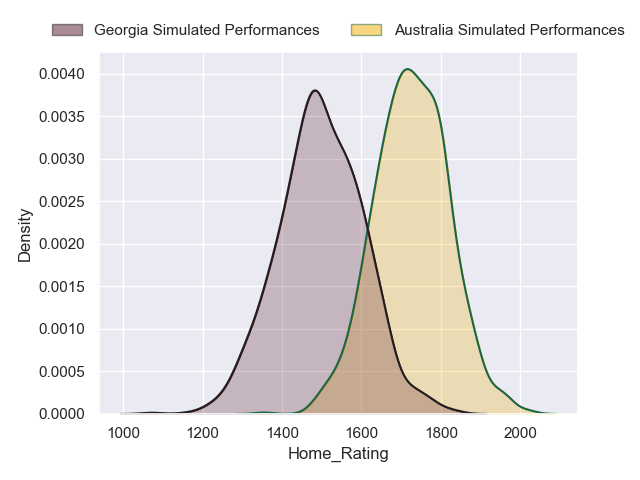 Georgia Simulated Performances Australia Simulated Performances
0.0040
0.0035
0.0030
0.0025
0.0020
0.0015
0.0010
0.0005
0.0000
Density
1000 1200 1400 1600 1800 2000
Home_Rating